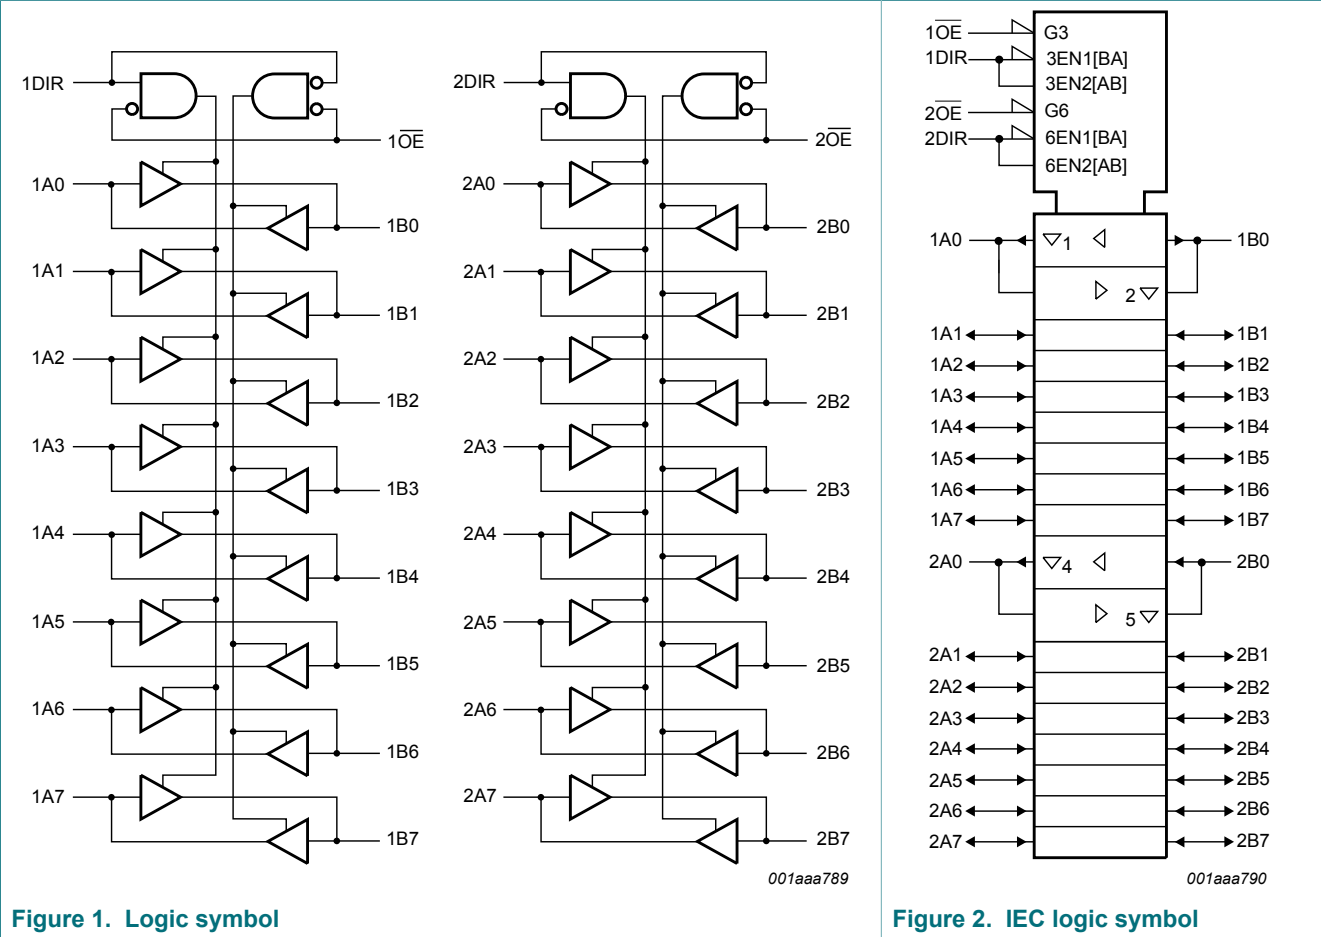 1DIR
1OE
1A0
1B0
1A1
1B1
1A2
1B2
1A3
1B3
1A4
1B4
1A5
1B5
1A6
1B6
1A7
1B7
2DIR
2OE
2A0
2B0
2A1
2B1
2A2
2B2
2A3
2B3
2A4
2B4
2A5
2B5
2A6
2B6
2A7
2B7
001aaa789
Figure 1. Logic symbol
1OE G3
1DIR 3EN1[BA]
3EN2[AB]
2OE G6
2DIR 6EN1[BA]
6EN2[AB]
1A0 1 1B0
2
1A1 1B1
1A2 1B2
1A3 1B3
1A4 1B4
1A5 1B5
1A6 1B6
1A7 1B7
2A0 4 2B0
5
2A1 2B1
2A2 2B2
2A3 2B3
2A4 2B4
2A5 2B5
2A6 2B6
2A7 2B7
001aaa790
Figure 2. IEC logic symbol